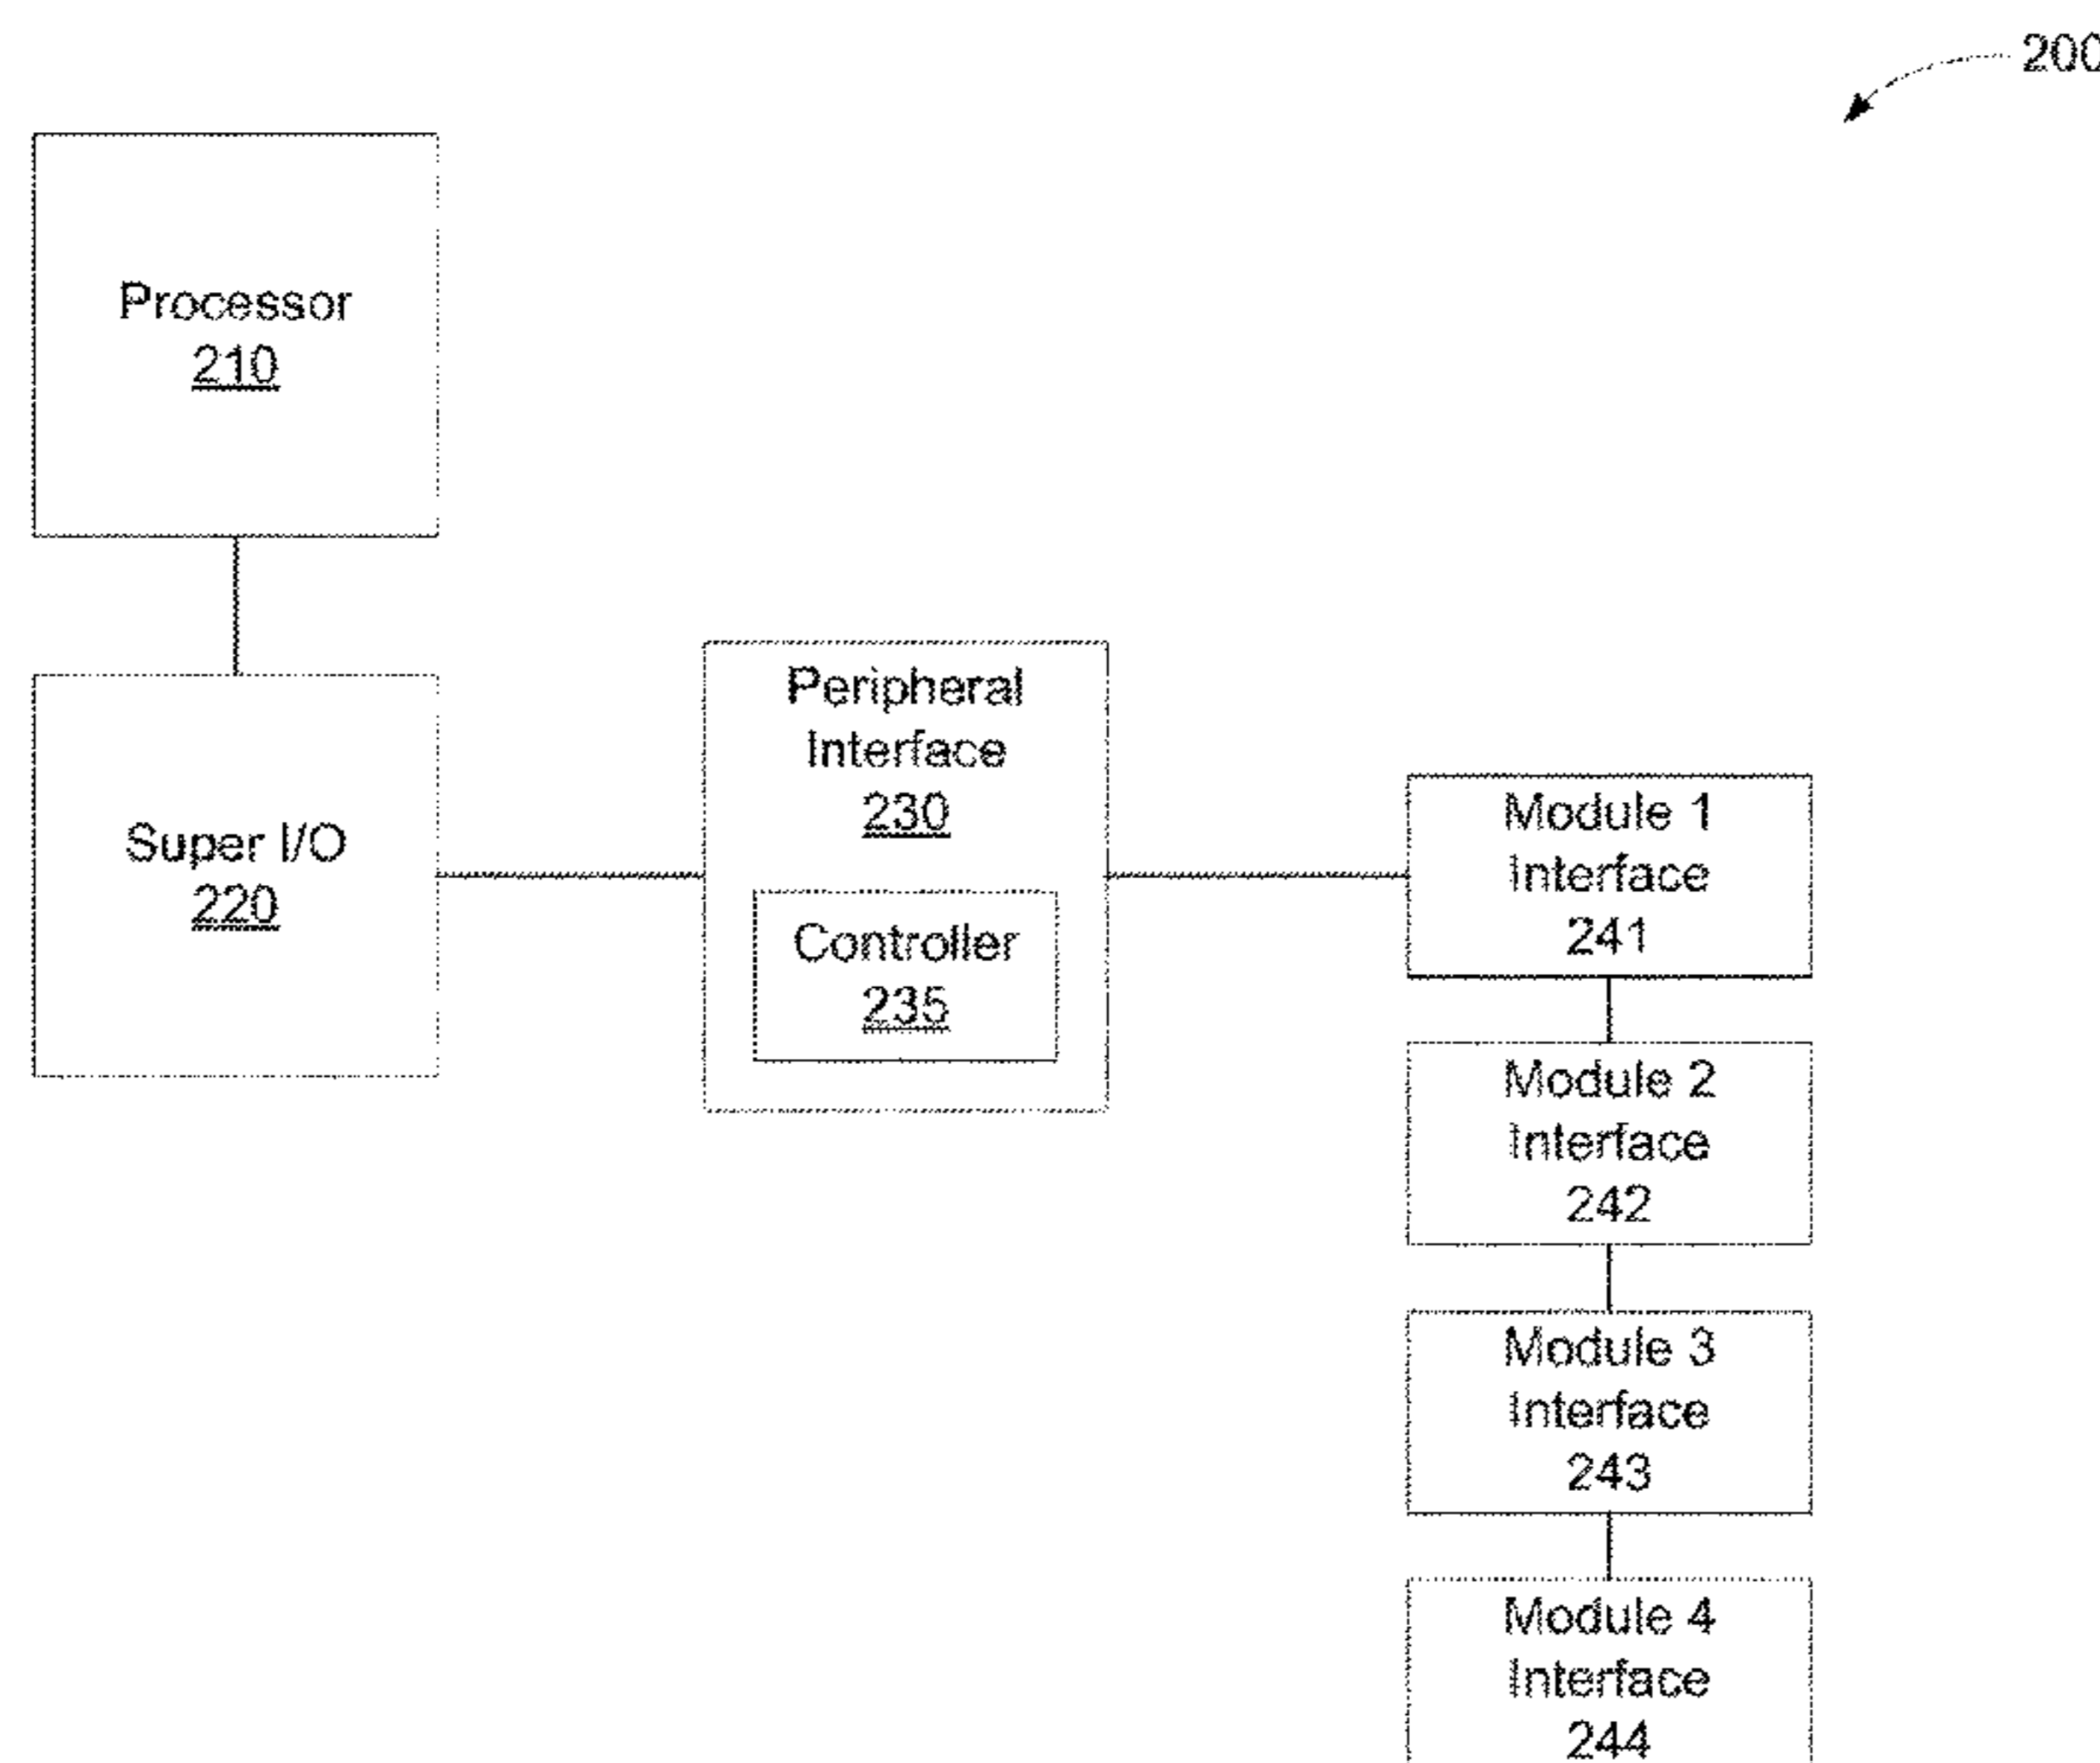 200
Processor
210
Super I/O
220
Peripheral
Interface
230
Controller
235
Module 1
Interface
241
Module 2
Interface
242
Module 3
Interface
243
Module 4
Interface
244